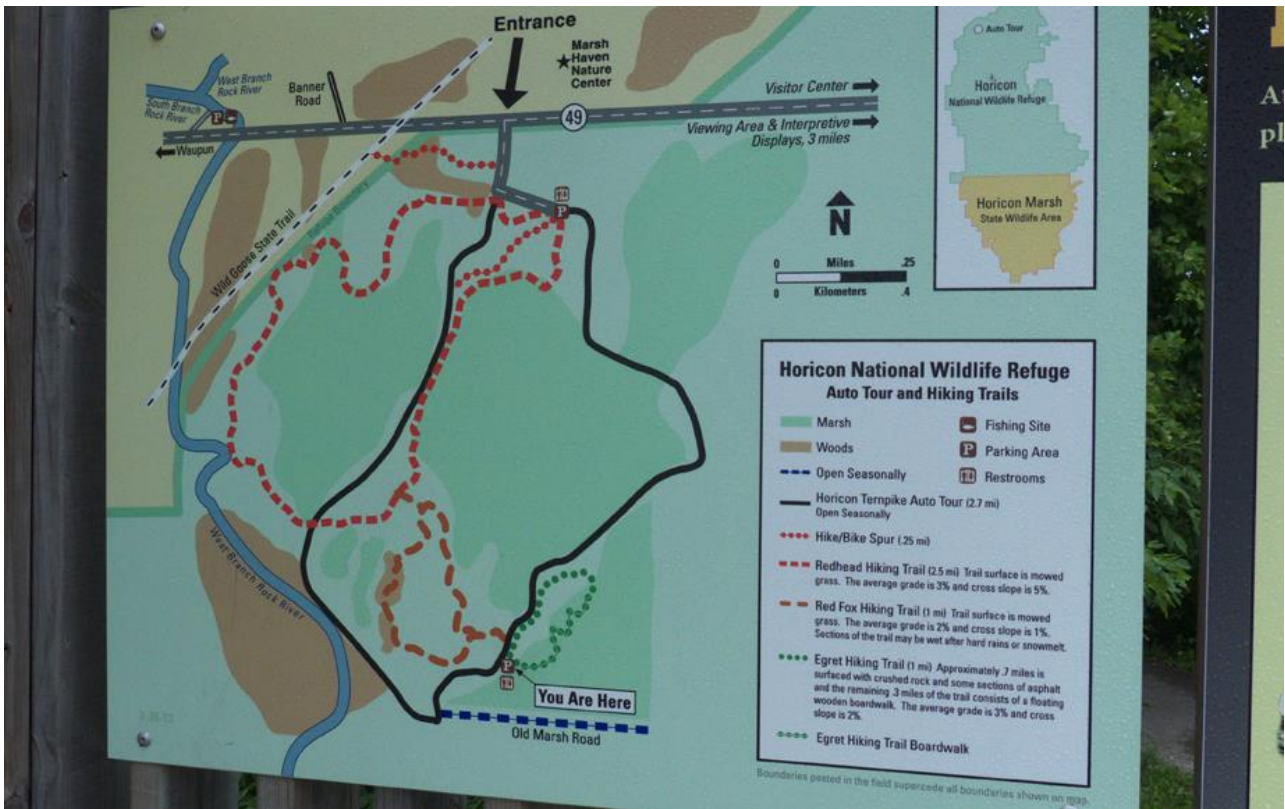 Entrance
Marsh
Haven
Nature
Center
West Branch
Rock River
South Branch
Rock River
P
Banner
Road
49
Visitor Center
Viewing Area & Interpretive
Displays, 3 miles
Waupun
Wild Goose State Trail
Refuge Boundary
P
N
0 Miles .25
0 Kilometers .4
Auto Tour
Horicon
National Wildlife Refuge
Horicon Marsh
State Wildlife Area
West Branch Rock River
P
You Are Here
Old Marsh Road
Horicon National Wildlife Refuge
Auto Tour and Hiking Trails
Marsh
Woods
Open Seasonally
Fishing Site
P Parking Area
Restrooms
Horicon Ternpike Auto Tour (2.7 mi)
Open Seasonally
Hike/Bike Spur (.25 mi)
Redhead Hiking Trail (2.5 mi) Trail surface is mowed
grass. The average grade is 3% and cross slope is 5%.
Red Fox Hiking Trail (1 mi) Trail surface is mowed
grass. The average grade is 2% and cross slope is 1%.
Sections of the trail may be wet after hard rains or snowmelt.
Egret Hiking Trail (1 mi) Approximately .7 miles is
surfaced with crushed rock and some sections of asphalt
and the remaining .3 miles of the trail consists of a floating
wooden boardwalk. The average grade is 3% and cross
slope is 2%.
Egret Hiking Trail Boardwalk
Boundaries posted in the field supercede all boundaries shown on map.